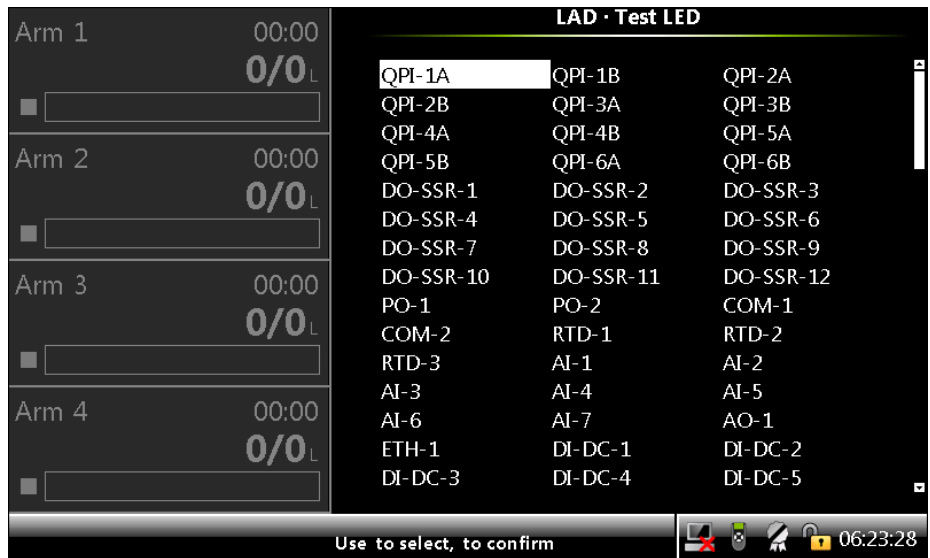 Arm 1 00:00
0/0 L
Arm 2 00:00
0/0 L
Arm 3 00:00
0/0 L
Arm 4 00:00
0/0 L
LAD · Test LED
QPI-1A QPI-1B QPI-2A
QPI-2B QPI-3A QPI-3B
QPI-4A QPI-4B QPI-5A
QPI-5B QPI-6A QPI-6B
DO-SSR-1 DO-SSR-2 DO-SSR-3
DO-SSR-4 DO-SSR-5 DO-SSR-6
DO-SSR-7 DO-SSR-8 DO-SSR-9
DO-SSR-10 DO-SSR-11 DO-SSR-12
PO-1 PO-2 COM-1
COM-2 RTD-1 RTD-2
RTD-3 AI-1 AI-2
AI-3 AI-4 AI-5
AI-6 AI-7 AO-1
ETH-1 DI-DC-1 DI-DC-2
DI-DC-3 DI-DC-4 DI-DC-5
Use to select, to confirm
06:23:28